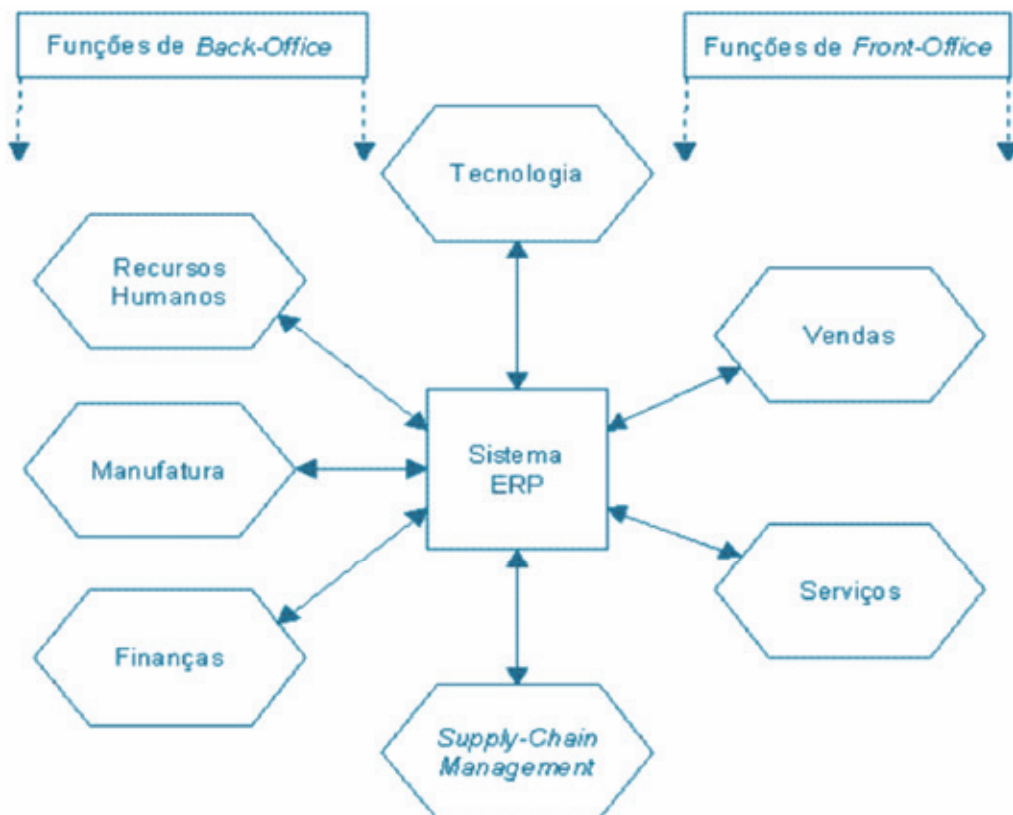 Funções de Back-Office
Funções de Front-Office
Tecnologia
Recursos
Humanos
Vendas
Manufatura
Sistema
ERP
Serviços
Finanças
Supply-Chain
Management